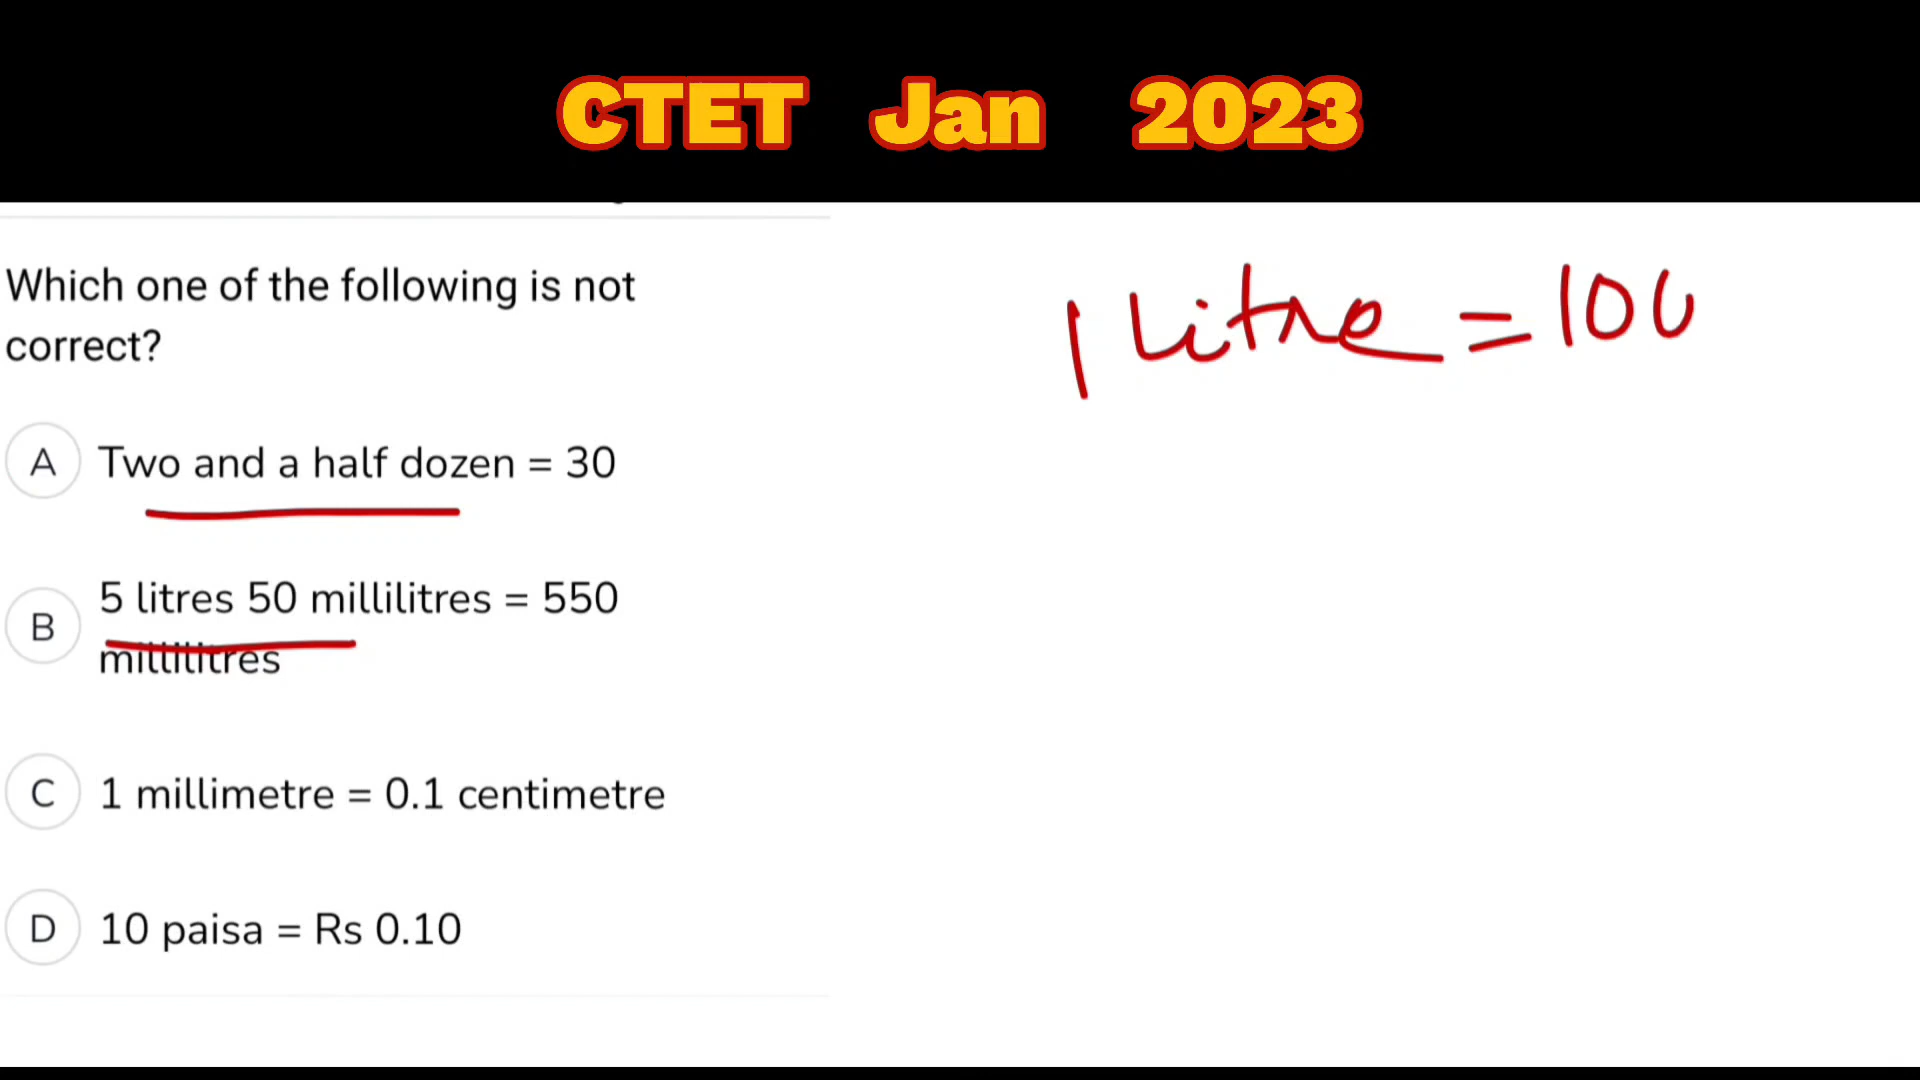 CTET Jan 2023
Which one of the following is not
correct?
1 litre = 100
A Two and a half dozen = 30
B 5 litres 50 millilitres = 550
millilitres
C 1 millimetre = 0.1 centimetre
D 10 paisa = Rs 0.10